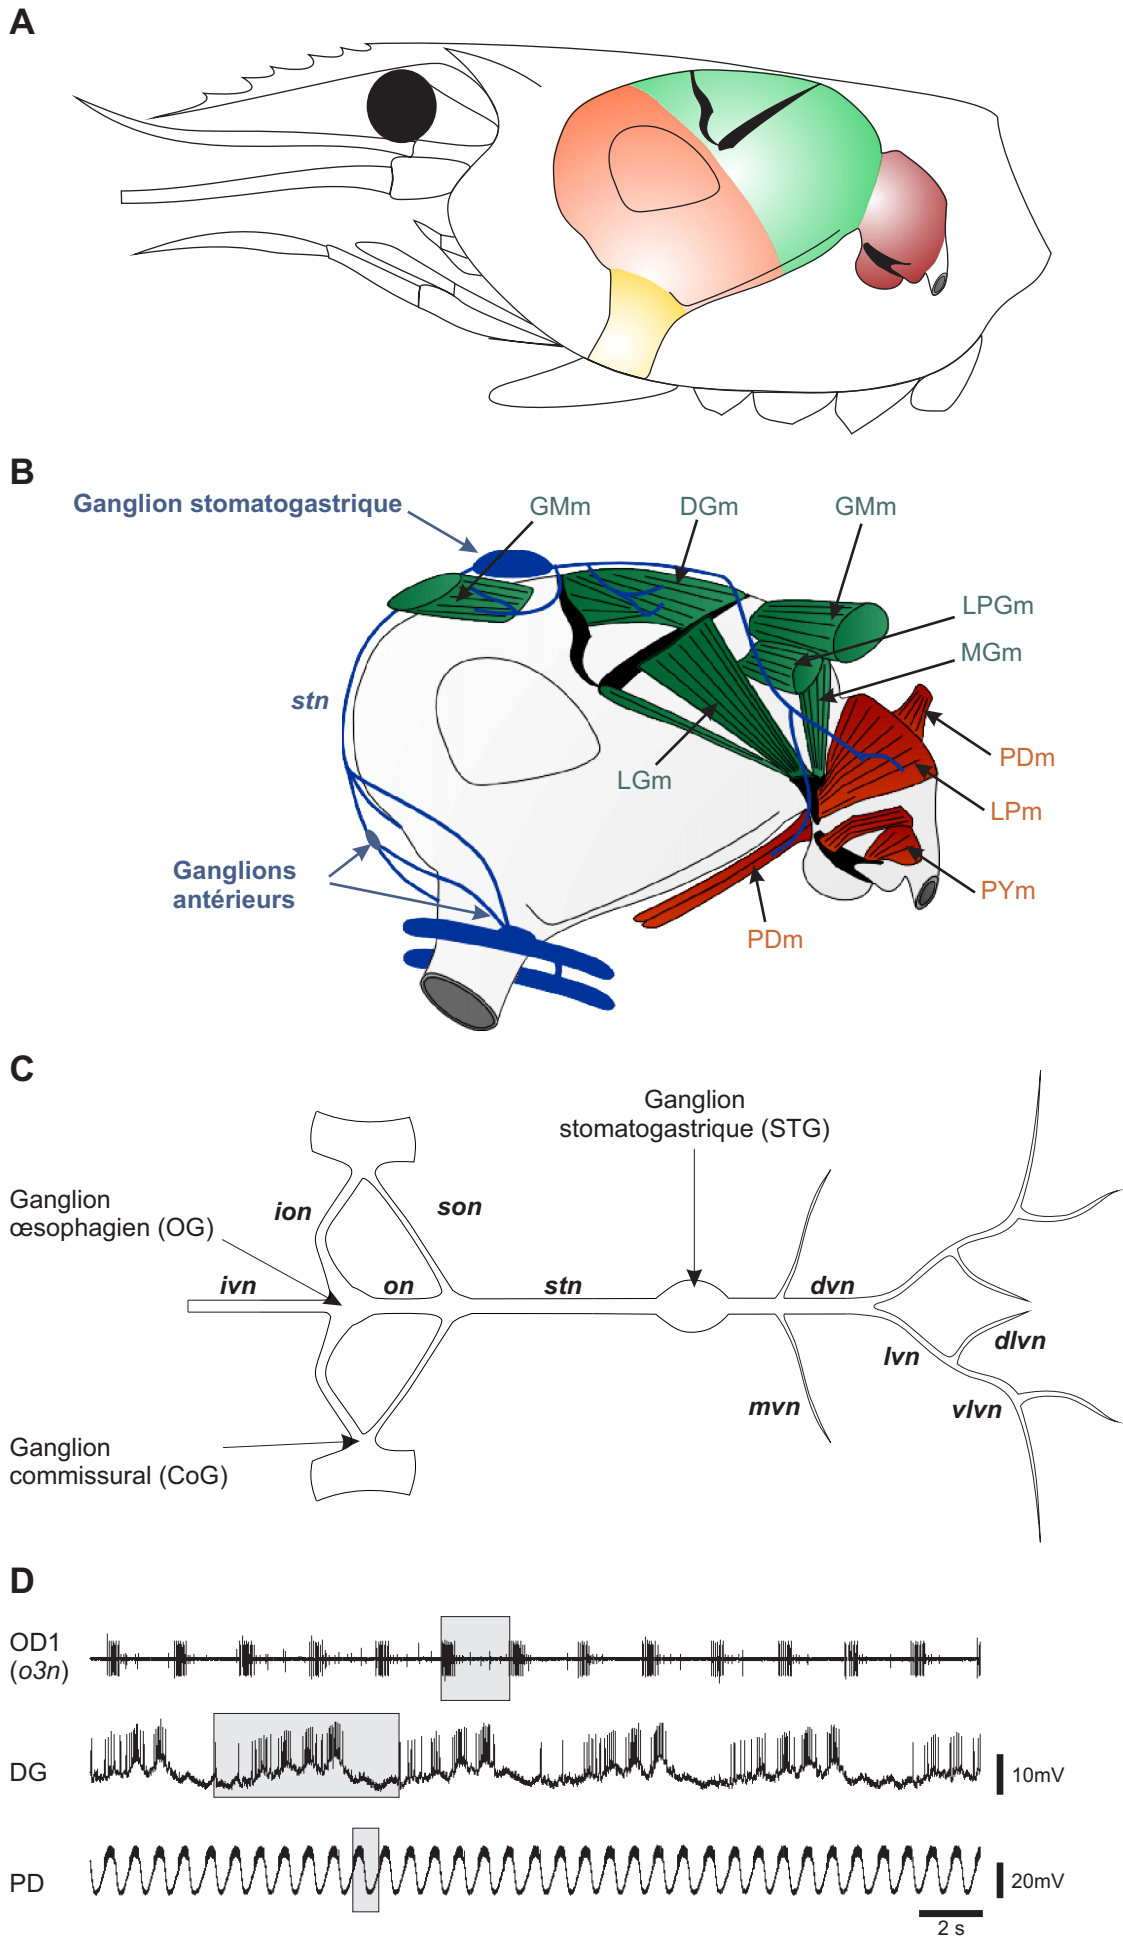 A
B
Ganglion stomatogastrique
GMm
DGm
GMm
LPGm
MGm
stn
PDm
LGm
LPm
Ganglions
antérieurs
PYm
PDm
C
Ganglion
stomatogastrique (STG)
Ganglion
œsophagien (OG)
ion
son
ivn
on
stn
dvn
lvn
dlvn
mvn
vlvn
Ganglion
commissural (CoG)
D
OD1
(o3n)
DG
10mV
PD
20mV
2 s